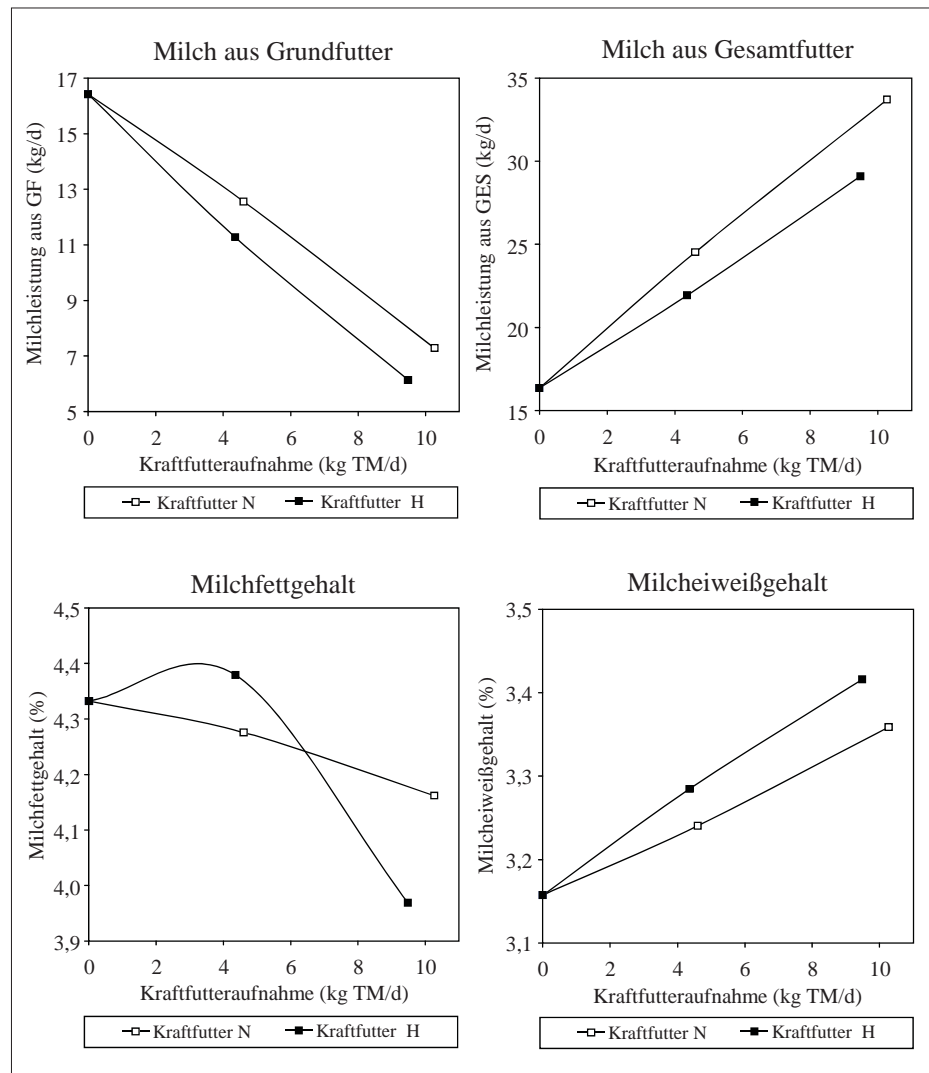 Milch aus Grundfutter
Milchleistung aus GF (kg/d)
17
15
13
11
9
7
5
0 2 4 6 8 10
Kraftfutteraufnahme (kg TM/d)
Kraftfutter N Kraftfutter H
Milch aus Gesamtfutter
Milchleistung aus GES (kg/d)
35
30
25
20
15
0 2 4 6 8 10
Kraftfutteraufnahme (kg TM/d)
Kraftfutter N Kraftfutter H
Milchfettgehalt
Milchfettgehalt (%)
4,5
4,4
4,3
4,2
4,1
4,0
3,9
0 2 4 6 8 10
Kraftfutteraufnahme (kg TM/d)
Kraftfutter N Kraftfutter H
Milcheiweißgehalt
Milcheiweißgehalt (%)
3,5
3,4
3,3
3,2
3,1
0 2 4 6 8 10
Kraftfutteraufnahme (kg TM/d)
Kraftfutter N Kraftfutter H